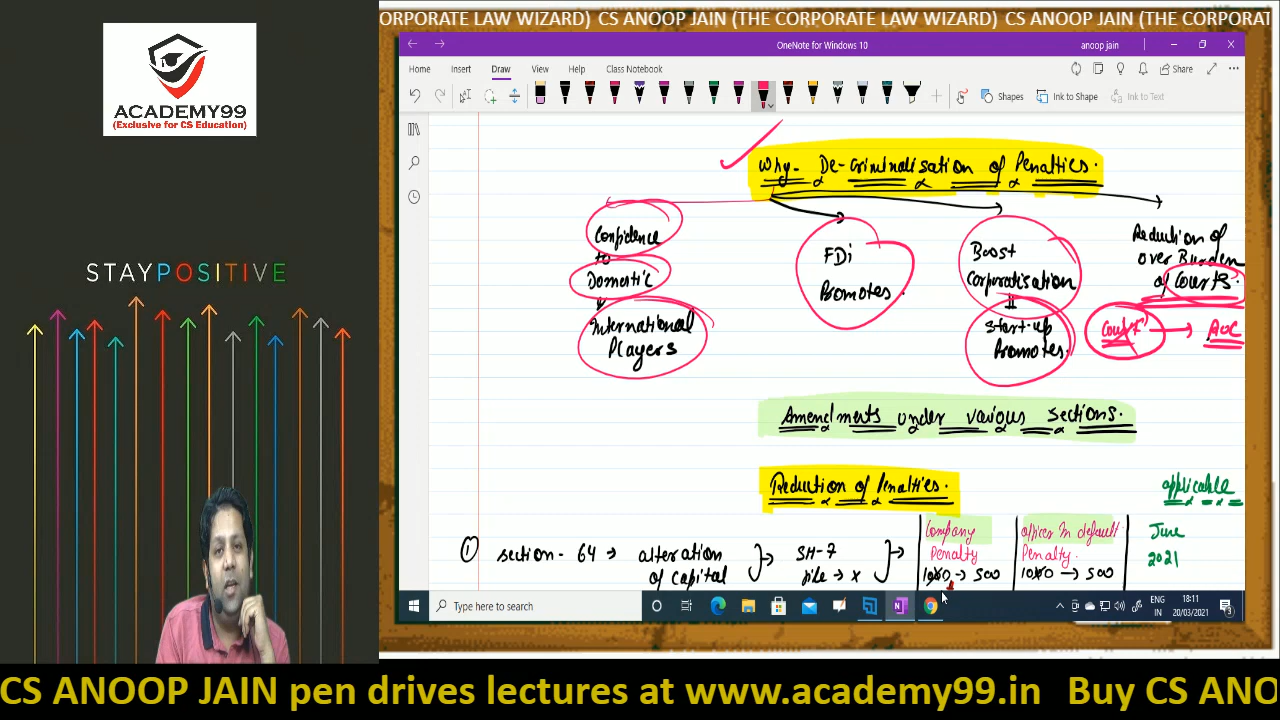 CORPORATE LAW WIZARD) CS ANOOP JAIN (THE CORPORATE LAW WIZARD) CS ANOOP JAIN (THE CORPORAT
ACADEMY99
(Exclusive for CS Education)
STAYPOSITIVE
OneNote for Windows 10
anoop jain
Home Insert Draw View Help Class Notebook
Share
Shapes Ink to Shape Ink to Text
Why - De-Criminalisation of Penalties.
Confidence
to
Domestic
&
International
Players
FDi
Promotes.
Boost
Corporatisation
Start-up
Promotes.
Reduction of
over Burden
of Courts.
Court → ROC
Amendments under various sections.
Reduction of Penalties.
applicable
① section - 64 → alteration
of capital
SH-7
file → x
Company
Penalty
1000 → 500
officer in default
Penalty.
1000 → 500
June
2021
Type here to search
ENG
IN
18:11
20/03/2021
3
CS ANOOP JAIN pen drives lectures at www.academy99.in Buy CS ANO